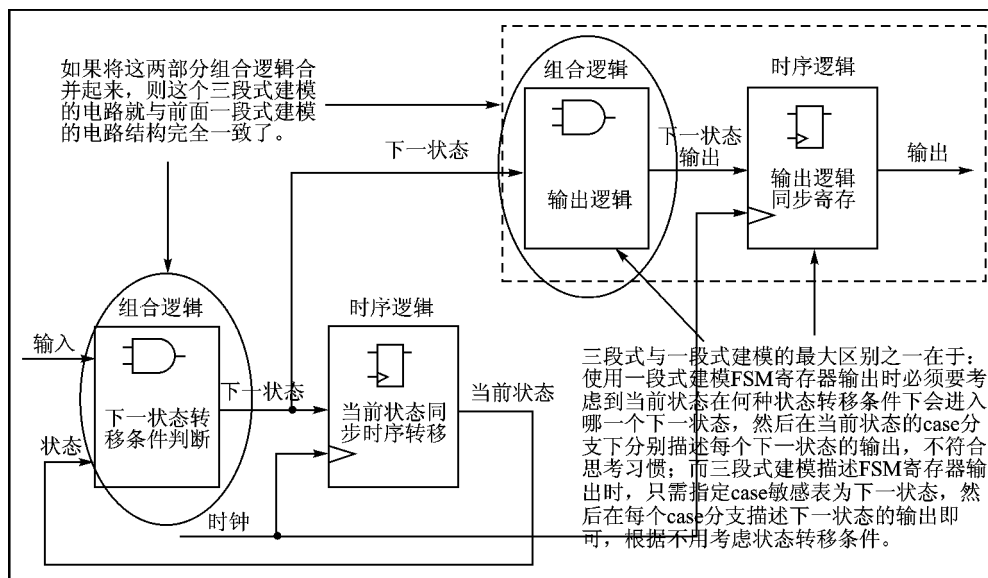 如果将这两部分组合逻辑合
并起来，则这个三段式建模
的电路就与前面一段式建模
的电路结构完全一致了。
组合逻辑
时序逻辑
下一状态
下一状态
输出
输出
输出逻辑
输出逻辑
同步寄存
组合逻辑
时序逻辑
输入
下一状态
当前状态
下一状态转
移条件判断
当前状态同
步时序转移
状态
时钟
三段式与一段式建模的最大区别之一在于：
使用一段式建模FSM寄存器输出时必须要考
虑到当前状态在何种状态转移条件下会进入
哪一个下一状态，然后在当前状态的case分
支下分别描述每个下一状态的输出，不符合
思考习惯；而三段式建模描述FSM寄存器输
出时，只需指定case敏感表为下一状态，然
后在每个case分支描述下一状态的输出即
可，根据不用考虑状态转移条件。